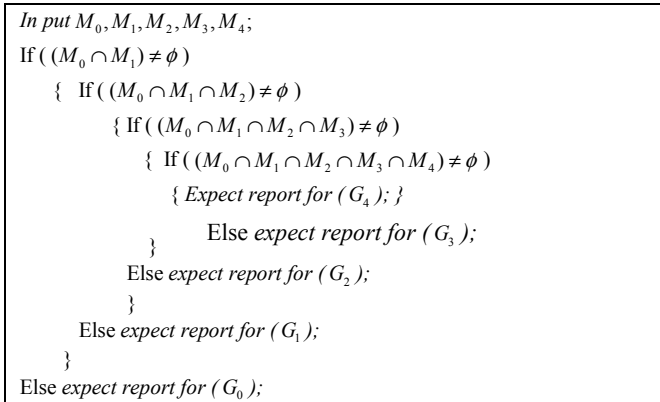 In put M₀,M₁,M₂,M₃,M₄;
If ( (M₀ ∩ M₁) ≠ ϕ )
{ If ( (M₀ ∩ M₁ ∩ M₂) ≠ ϕ )
{ If ( (M₀ ∩ M₁ ∩ M₂ ∩ M₃) ≠ ϕ )
{ If ( (M₀ ∩ M₁ ∩ M₂ ∩ M₃ ∩ M₄) ≠ ϕ )
{ Expect report for ( G₄ ); }
} Else expect report for ( G₃ );
Else expect report for ( G₂ );
}
Else expect report for ( G₁ );
}
Else expect report for ( G₀ );